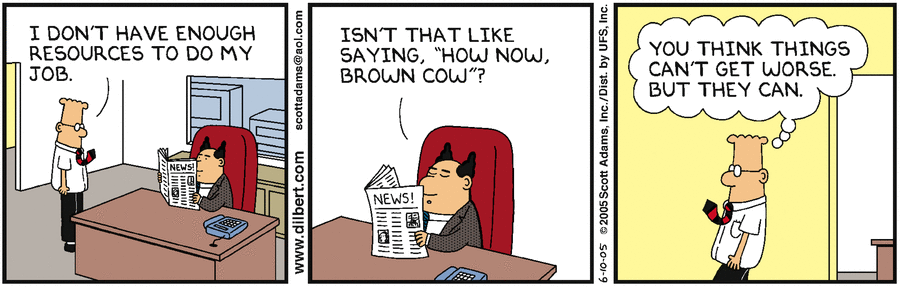 I DON'T HAVE ENOUGH
RESOURCES TO DO MY
JOB.
NEWS!
www.dilbert.com
scottadams@aol.com
ISN'T THAT LIKE
SAYING, "HOW NOW,
BROWN COW"?
NEWS!
6-10-05 © 2005 Scott Adams, Inc./Dist. by UFS, Inc.
YOU THINK THINGS
CAN'T GET WORSE.
BUT THEY CAN.